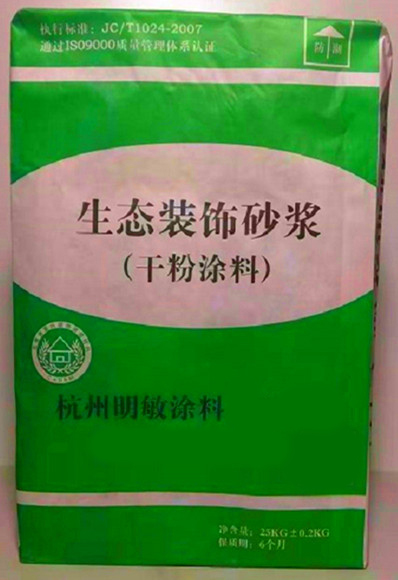 执行标准：JC/T1024-2007
通过ISO9000质量管理体系认证
防潮
生态装饰砂浆
(干粉涂料)
杭州明敏涂料
净含量：25KG±0.2KG
保质期：6个月